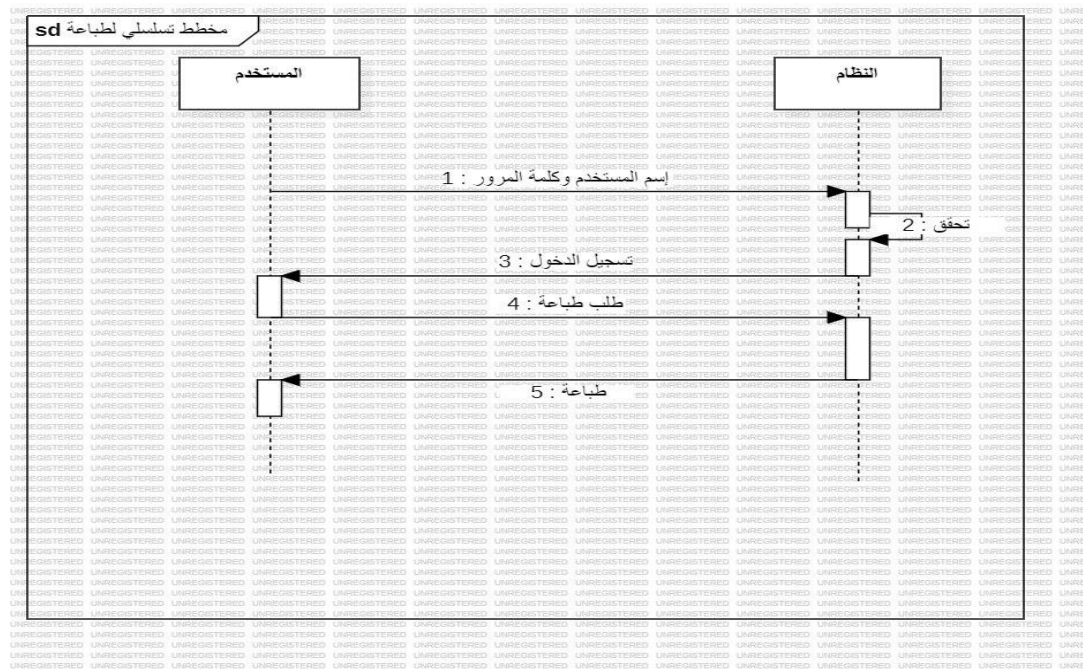 sd مخطط تسلسلي لطباعة
المستخدم
النظام
1 : إسم المستخدم وكلمة المرور
2 : تحقق
3 : تسجيل الدخول
4 : طلب طباعة
5 : طباعة
UNREGISTERED